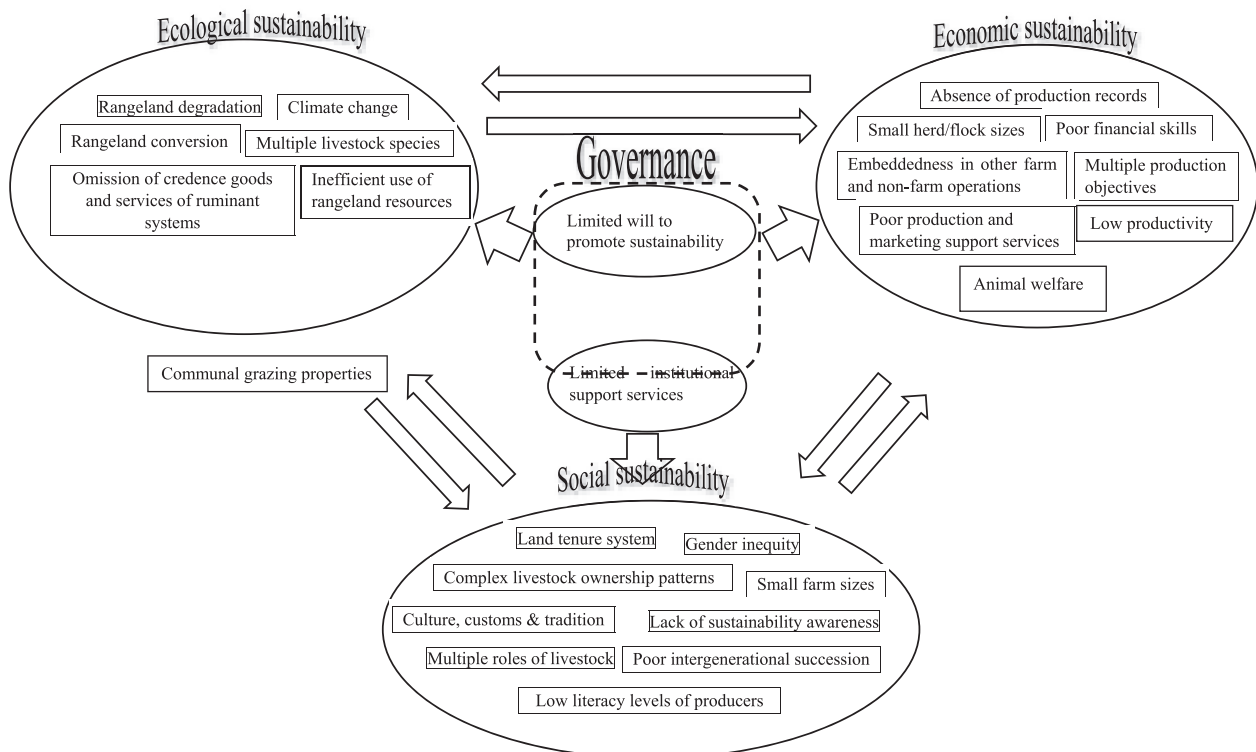 Ecological sustainability
Rangeland degradation
Climate change
Rangeland conversion
Multiple livestock species
Omission of credence goods
and services of ruminant
systems
Inefficient use of
rangeland resources
Communal grazing properties
Governance
Limited will to
promote sustainability
Limited institutional
support services
Economic sustainability
Absence of production records
Small herd/flock sizes
Poor financial skills
Embeddedness in other farm
and non-farm operations
Multiple production
objectives
Poor production and
marketing support services
Low productivity
Animal welfare
Social sustainability
Land tenure system
Gender inequity
Complex livestock ownership patterns
Small farm sizes
Culture, customs & tradition
Lack of sustainability awareness
Multiple roles of livestock
Poor intergenerational succession
Low literacy levels of producers